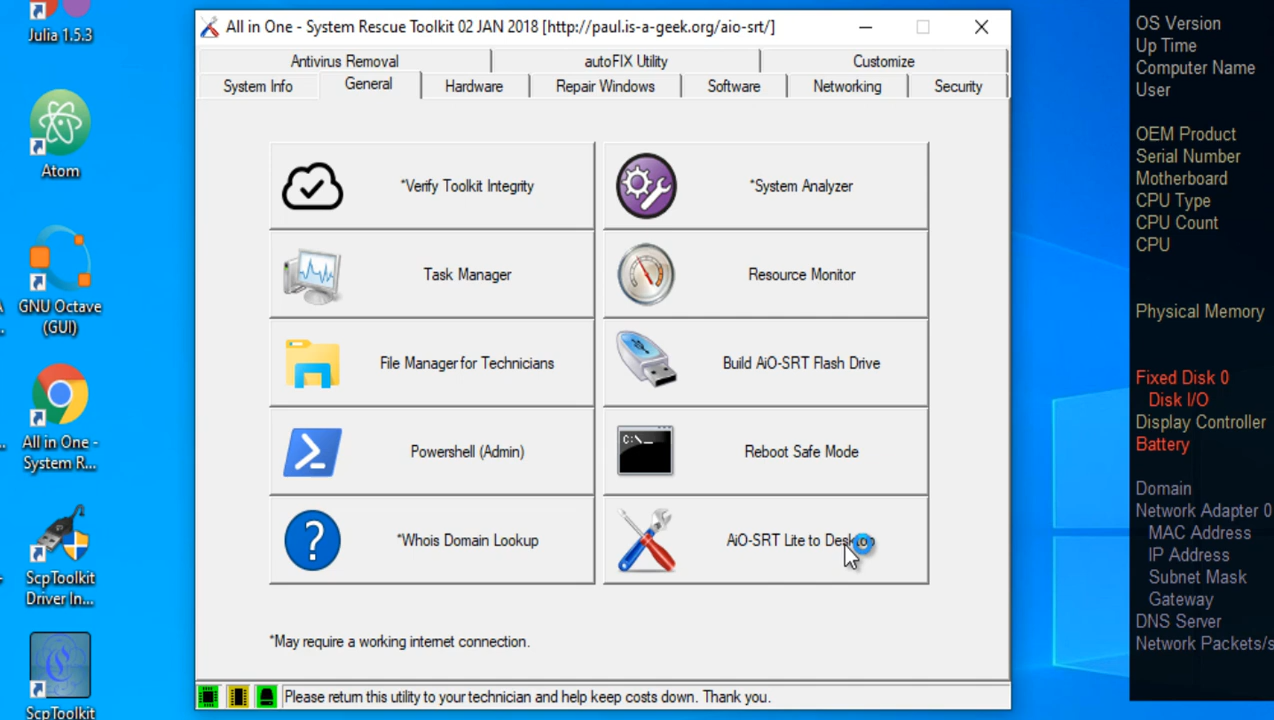 Julia 1.5.3
Atom
GNU Octave
(GUI)
All in One -
System R...
ScpToolkit
Driver In...
ScpToolkit
All in One - System Rescue Toolkit 02 JAN 2018 [http://paul.is-a-geek.org/aio-srt/]
Antivirus Removal
autoFIX Utility
Customize
System Info
General
Hardware
Repair Windows
Software
Networking
Security
*Verify Toolkit Integrity
*System Analyzer
Task Manager
Resource Monitor
File Manager for Technicians
Build AiO-SRT Flash Drive
Powershell (Admin)
C:\_
Reboot Safe Mode
*Whois Domain Lookup
AiO-SRT Lite to Desktop
*May require a working internet connection.
Please return this utility to your technician and help keep costs down. Thank you.
OS Version
Up Time
Computer Name
User
OEM Product
Serial Number
Motherboard
CPU Type
CPU Count
CPU
Physical Memory
Fixed Disk 0
Disk I/O
Display Controller
Battery
Domain
Network Adapter 0
MAC Address
IP Address
Subnet Mask
Gateway
DNS Server
Network Packets/s